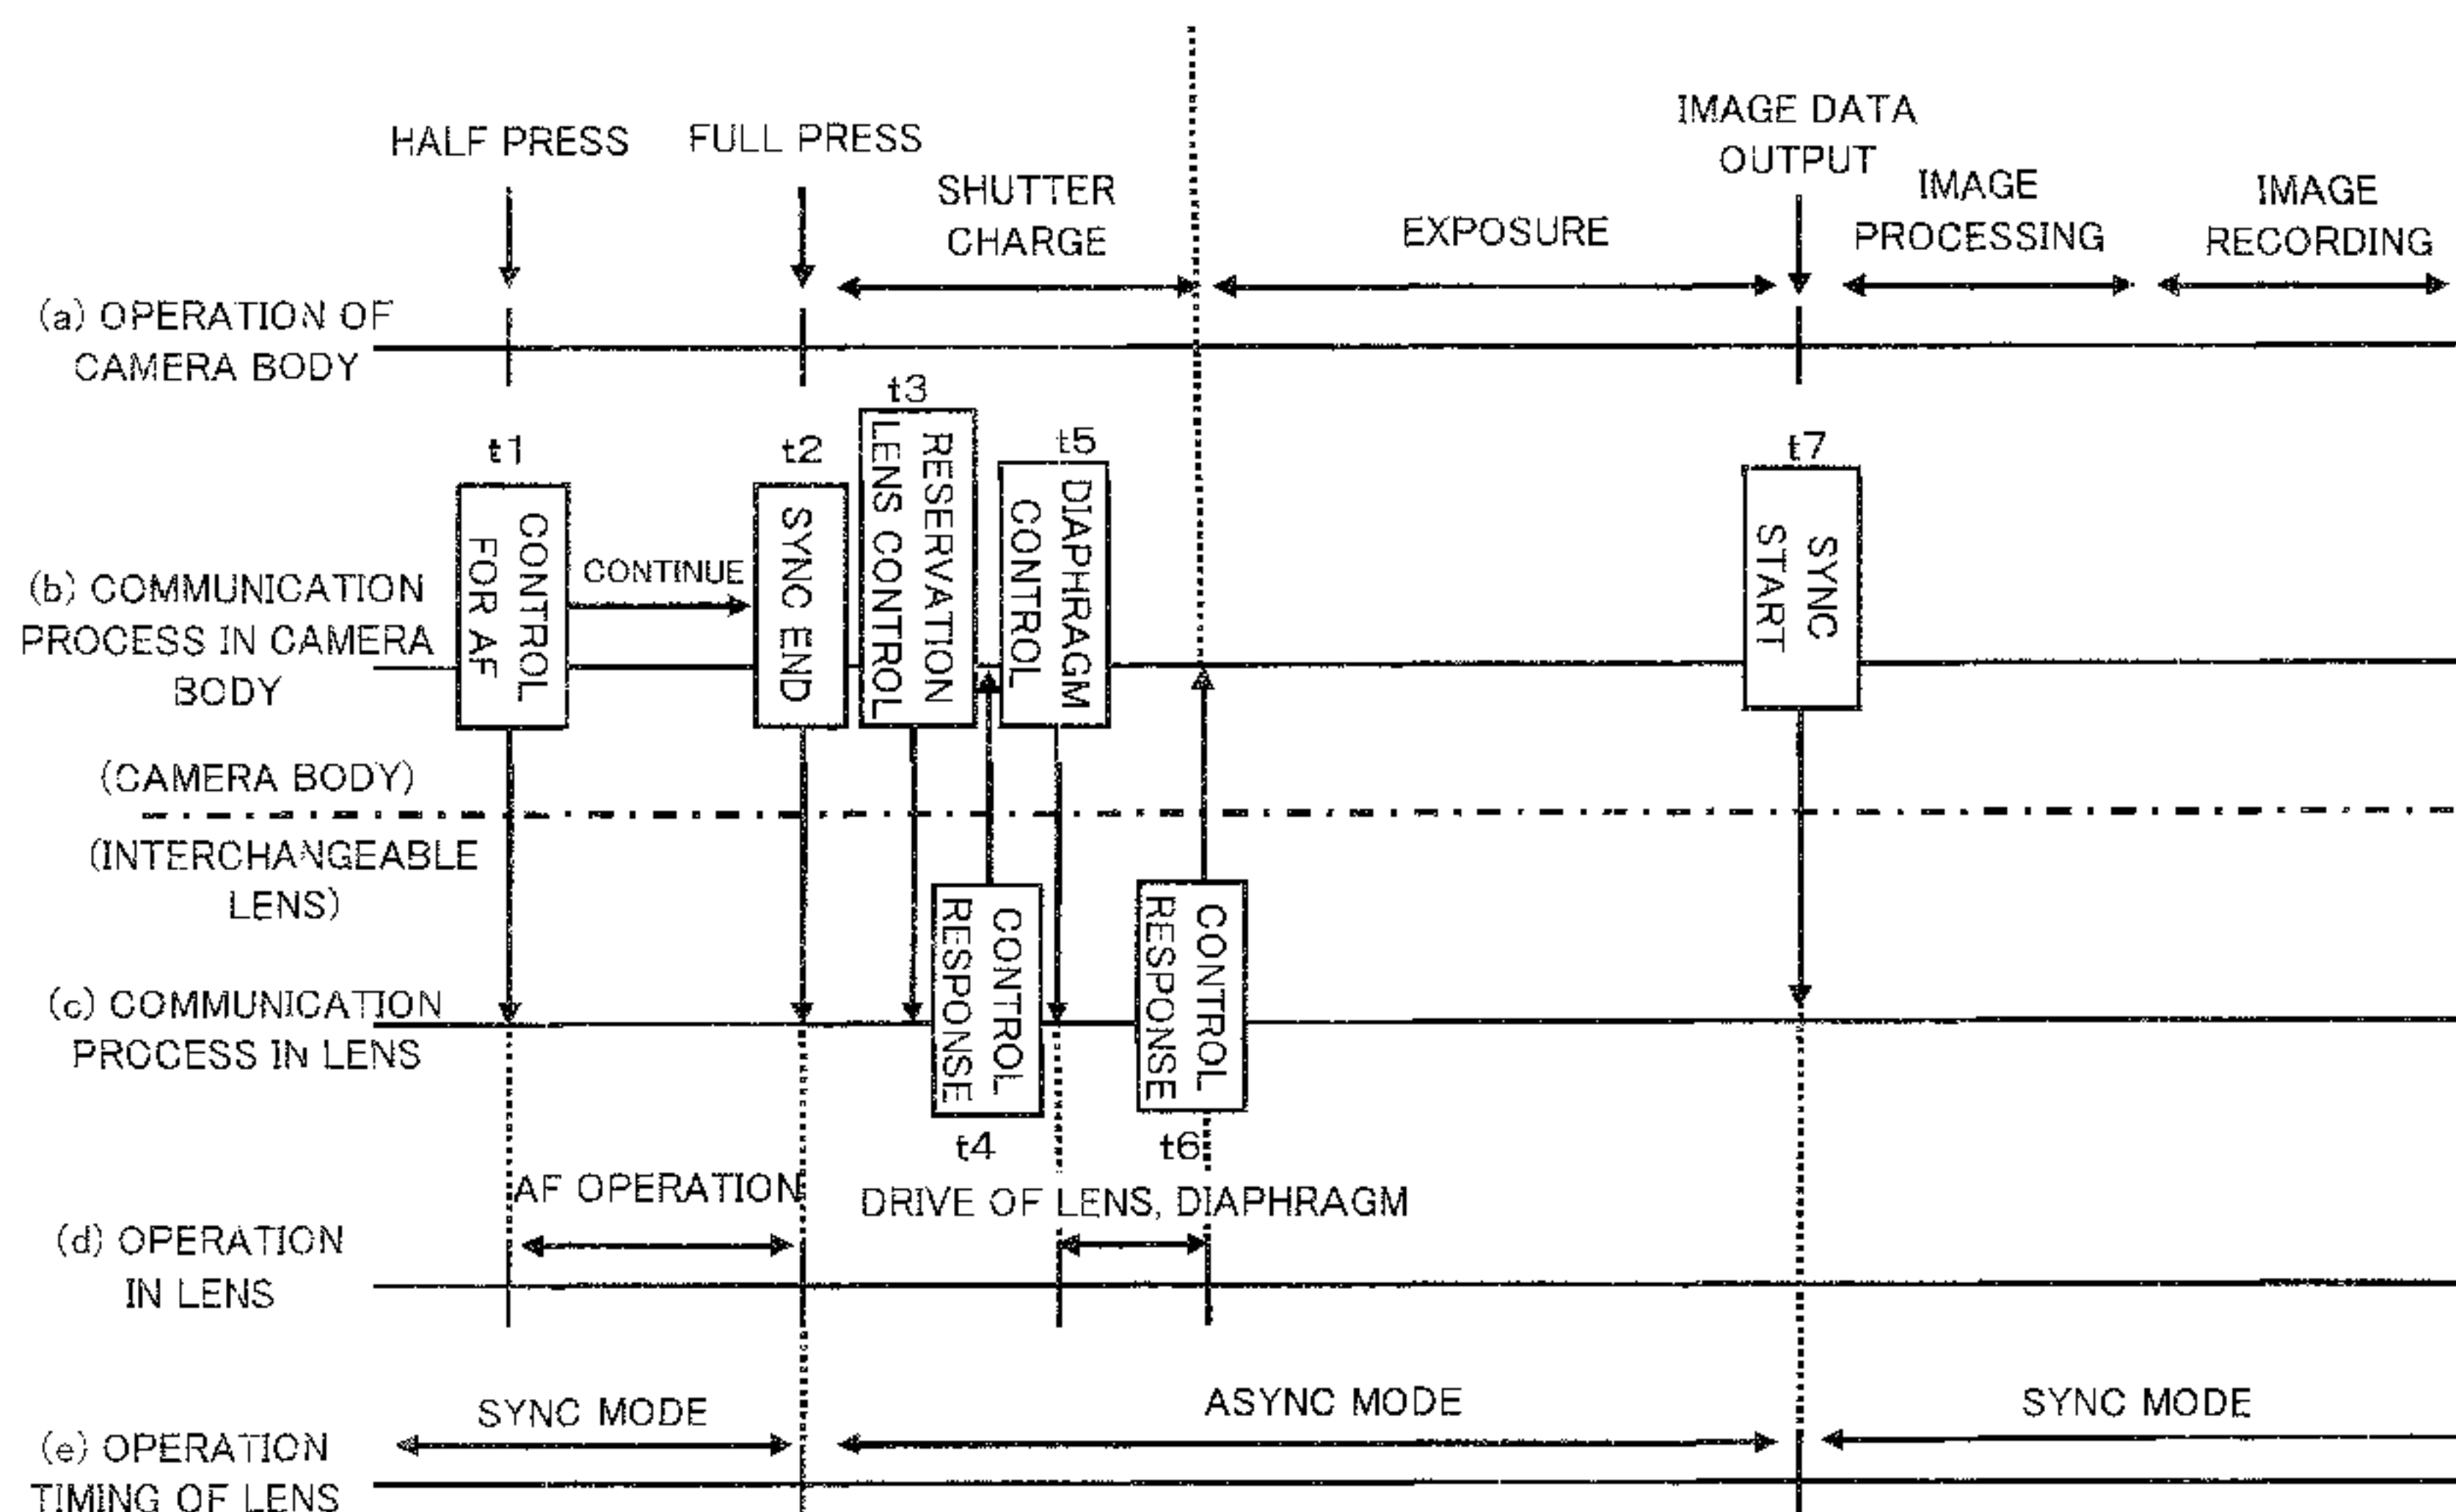 HALF PRESS
FULL PRESS
SHUTTER
CHARGE
EXPOSURE
IMAGE DATA
OUTPUT
IMAGE
PROCESSING
IMAGE
RECORDING
(a) OPERATION OF
CAMERA BODY
t1
CONTROL
FOR AF
CONTINUE
t2
SYNC END
t3
RESERVATION
LENS CONTROL
t5
DIAPHRAGM
CONTROL
t7
SYNC
START
(b) COMMUNICATION
PROCESS IN CAMERA
BODY
(CAMERA BODY)
(INTERCHANGEABLE
LENS)
CONTROL
RESPONSE
t4
CONTROL
RESPONSE
t6
(c) COMMUNICATION
PROCESS IN LENS
AF OPERATION
DRIVE OF LENS, DIAPHRAGM
(d) OPERATION
IN LENS
SYNC MODE
ASYNC MODE
SYNC MODE
(e) OPERATION
TIMING OF LENS